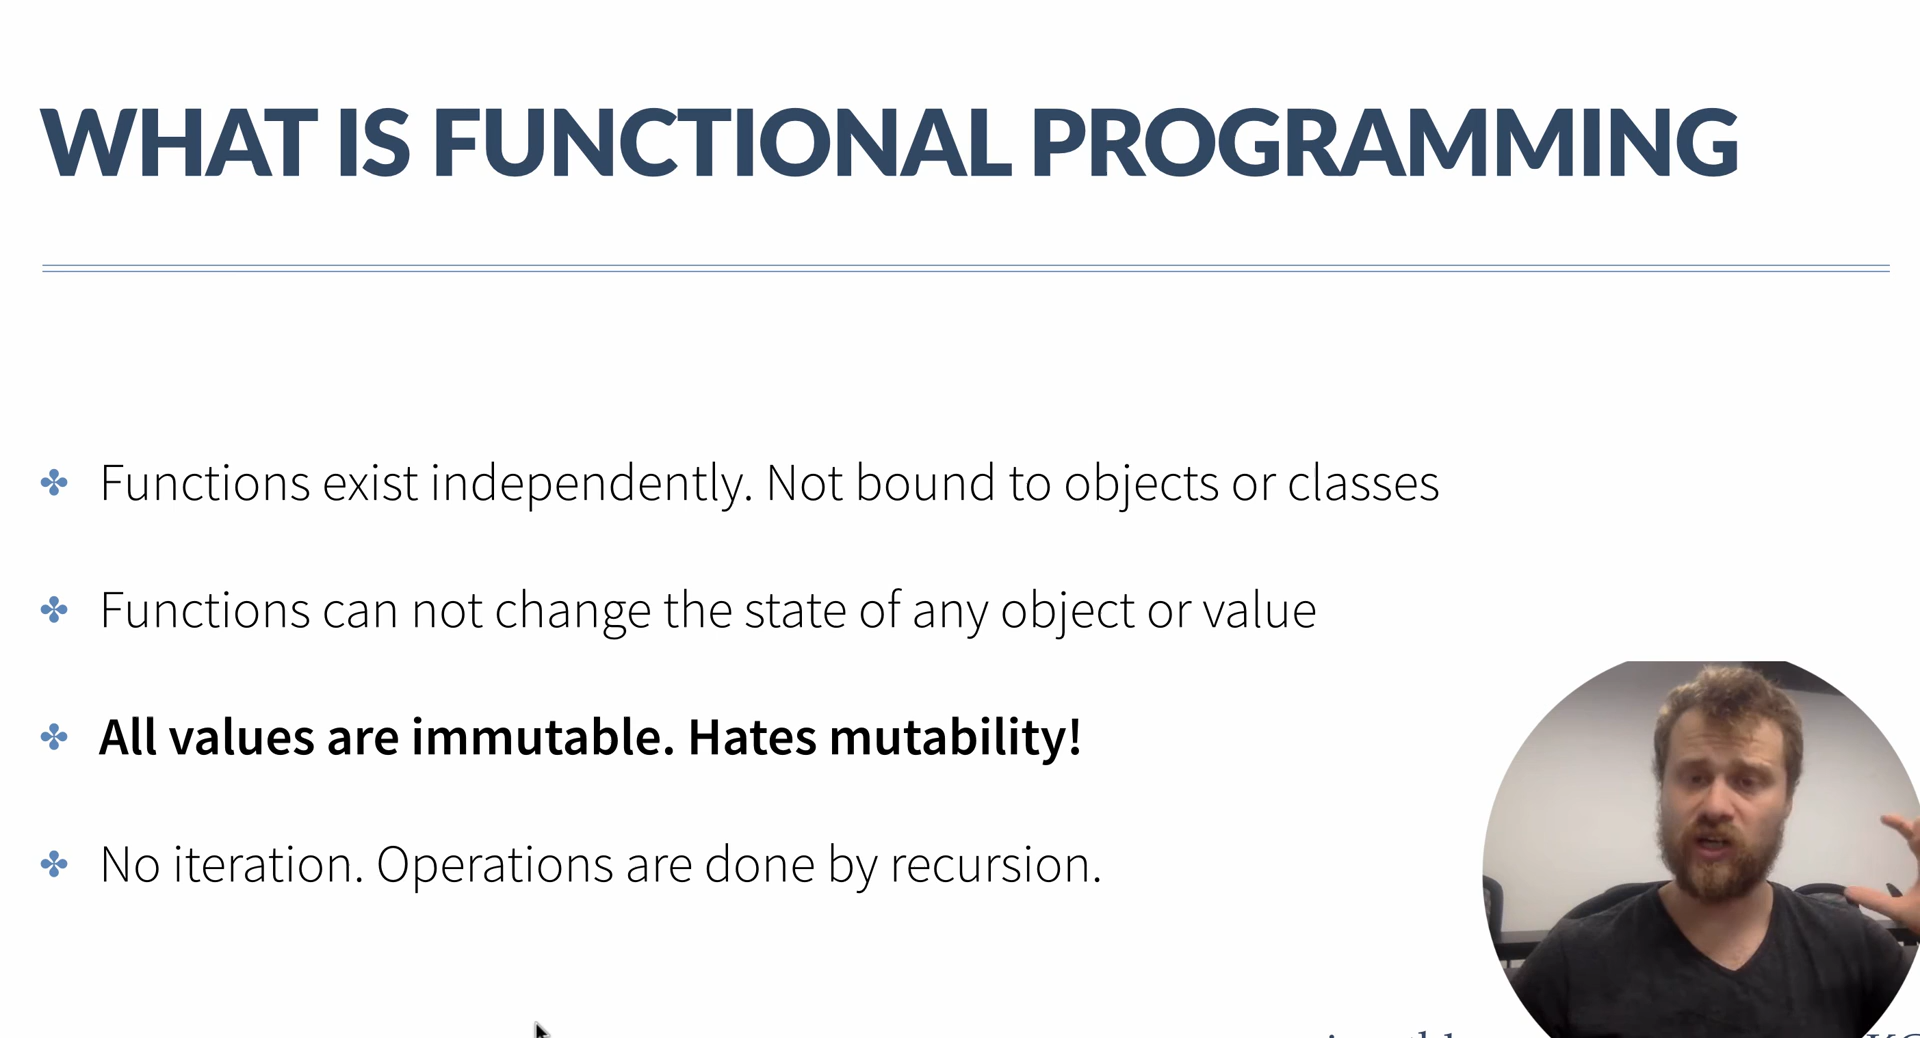 WHAT IS FUNCTIONAL PROGRAMMING
Functions exist independently. Not bound to objects or classes
Functions can not change the state of any object or value
All values are immutable. Hates mutability!
No iteration. Operations are done by recursion.